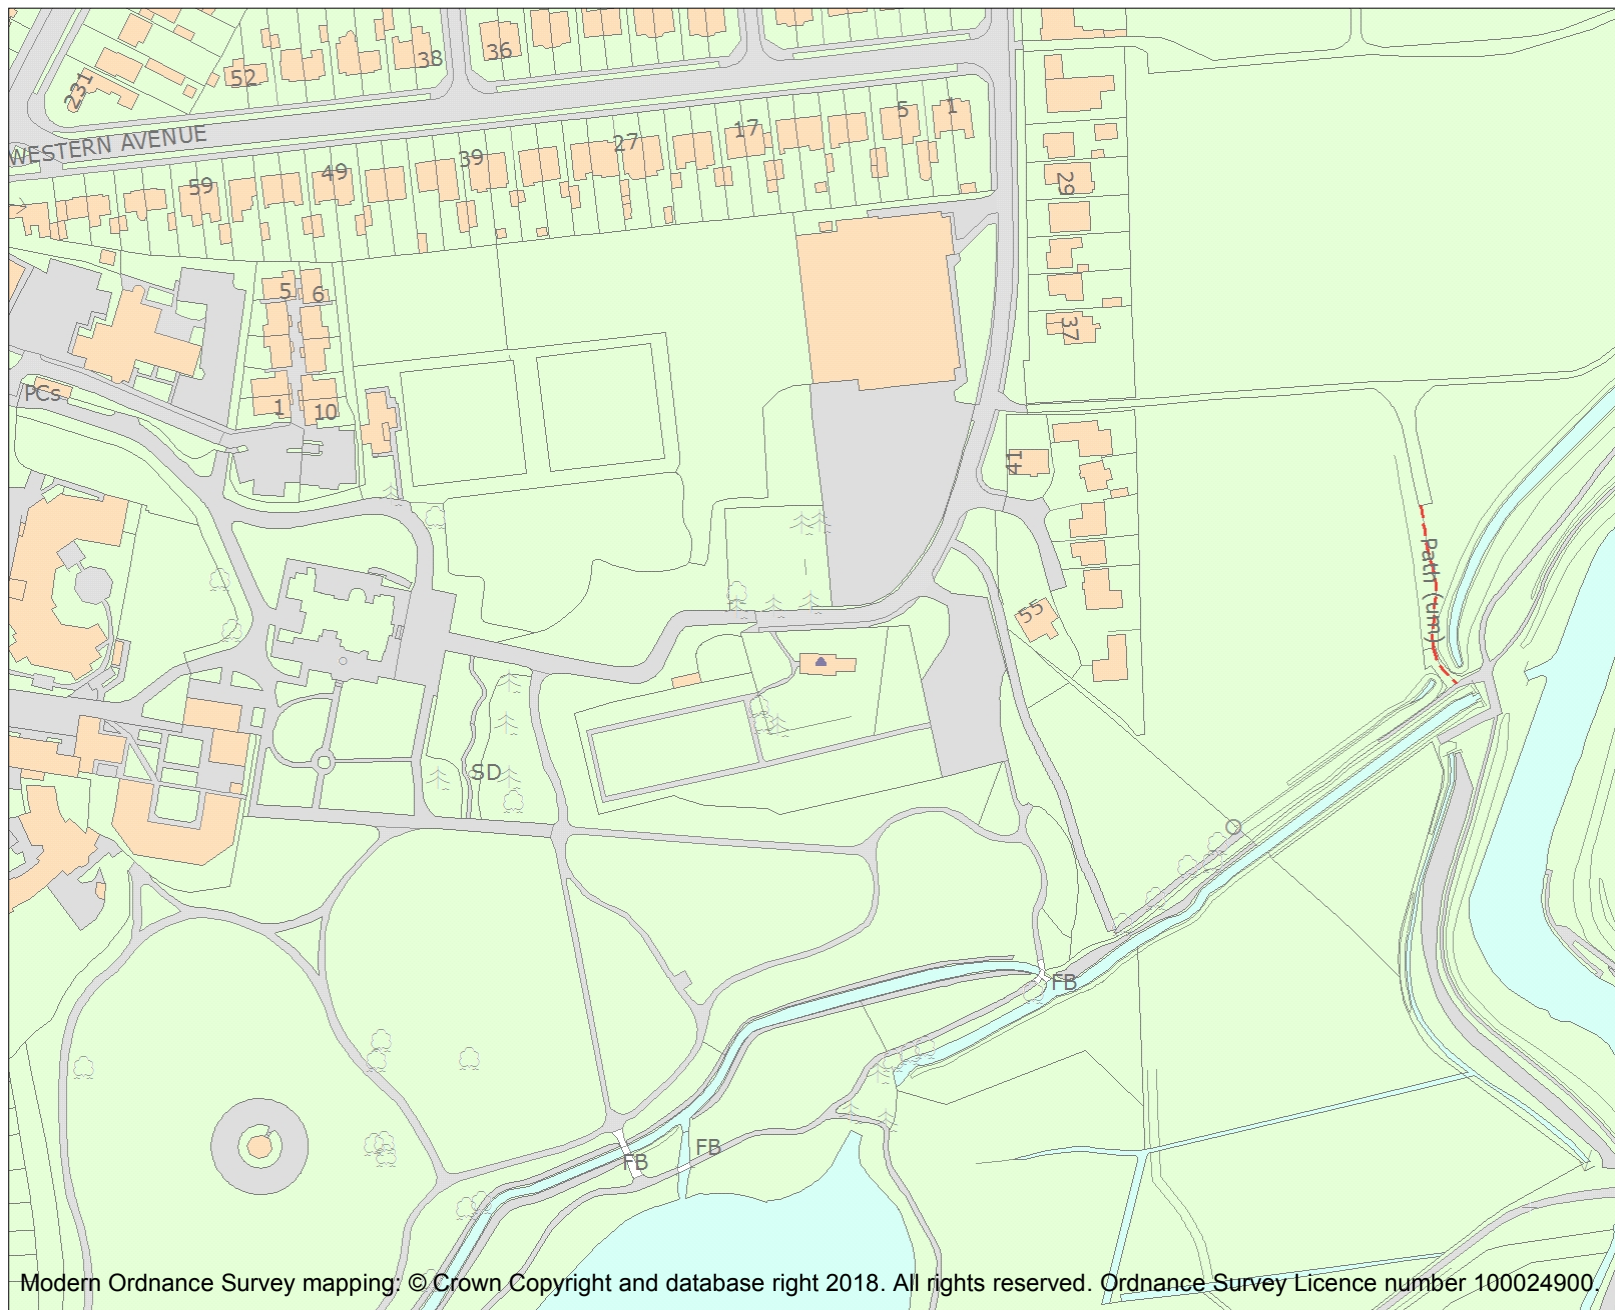 38
36
52
231
WESTERN AVENUE
5
1
17
27
39
49
59
29
5
6
37
PCs
1
10
41
Path (um)
55
SD
FB
FB
FB
Modern Ordnance Survey mapping: © Crown Copyright and database right 2018. All rights reserved. Ordnance Survey Licence number 100024900.